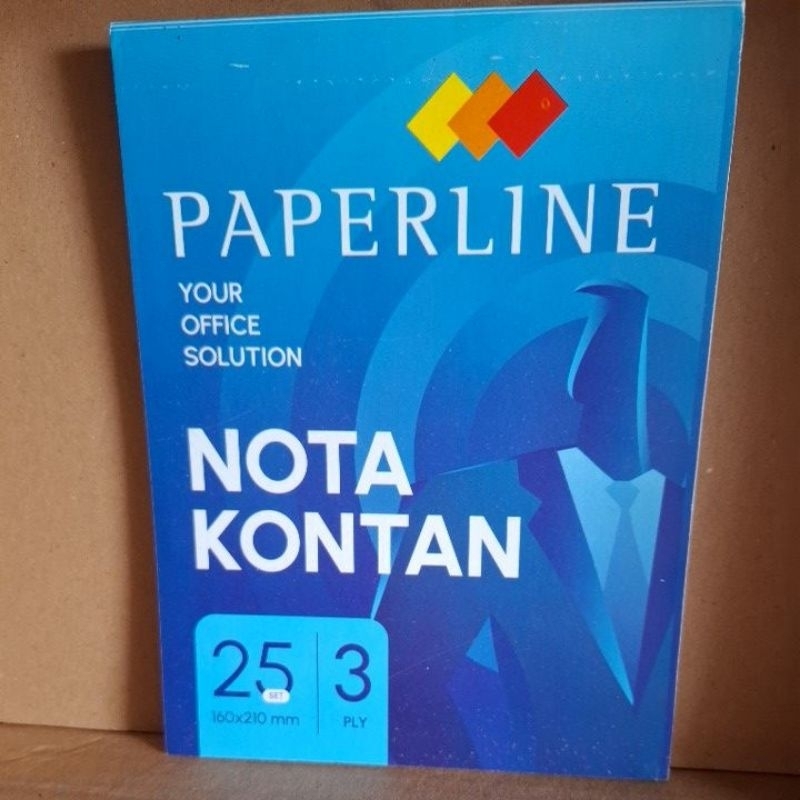 PAPERLINE
YOUR
OFFICE
SOLUTION
NOTA
KONTAN
25 SET
160x210 mm
3
PLY